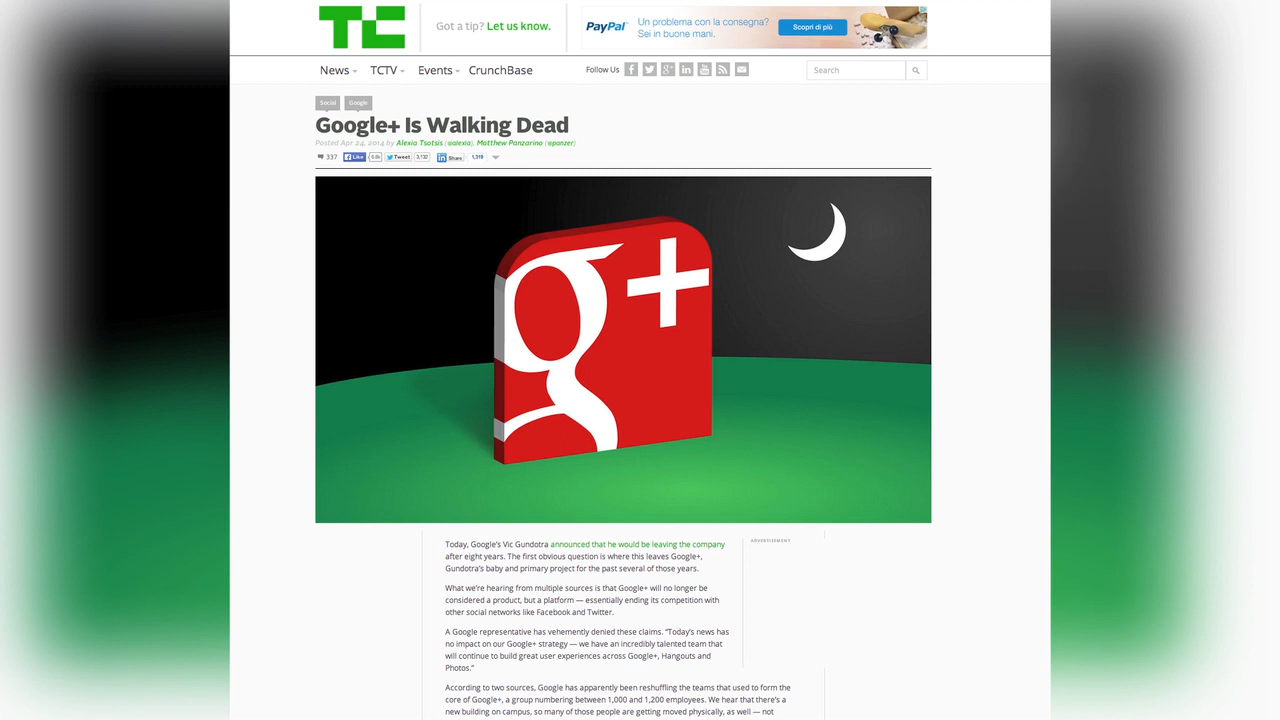 TC
Got a tip? Let us know.
PayPal Un problema con la consegna?
Sei in buone mani.
Scopri di più
News TCTV Events CrunchBase
Follow Us
Search
Social Google
Google+ Is Walking Dead
Posted Apr 24, 2014 by Alexia Tsotsis (@alexia), Matthew Panzarino (@panzer)
337 Like Tweet 3,132 Share 1,319
g+
Today, Google's Vic Gundotra announced that he would be leaving the company
after eight years. The first obvious question is where this leaves Google+,
Gundotra's baby and primary project for the past several of those years.
ADVERTISEMENT
What we're hearing from multiple sources is that Google+ will no longer be
considered a product, but a platform — essentially ending its competition with
other social networks like Facebook and Twitter.
A Google representative has vehemently denied these claims. "Today's news has
no impact on our Google+ strategy — we have an incredibly talented team that
will continue to build great user experiences across Google+, Hangouts and
Photos."
According to two sources, Google has apparently been reshuffling the teams that used to form the
core of Google+, a group numbering between 1,000 and 1,200 employees. We hear that there's a
new building on campus, so many of those people are getting moved physically, as well — not